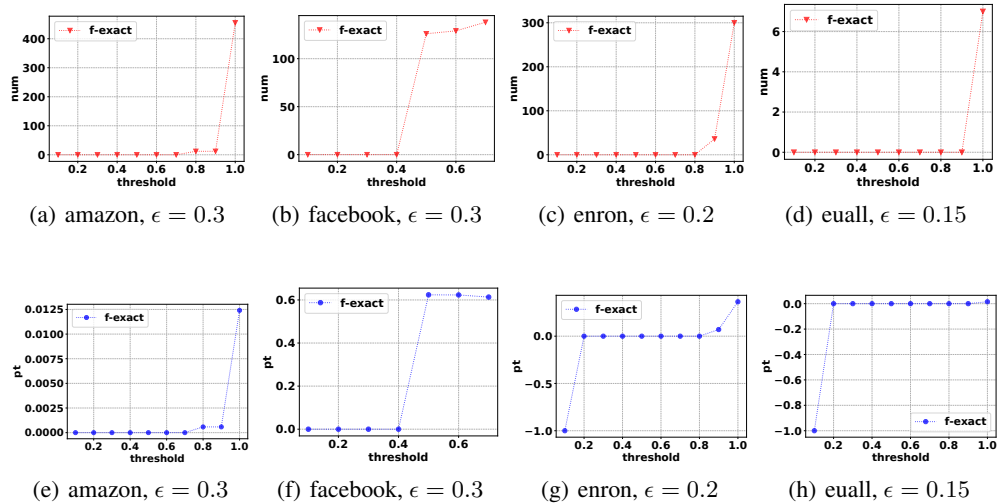 f-exact
400
300
200
100
0
num
0.2 0.4 0.6 0.8 1.0
threshold
(a) amazon, ϵ = 0.3
f-exact
100
50
0
num
0.2 0.4 0.6
threshold
(b) facebook, ϵ = 0.3
f-exact
300
200
100
0
num
0.2 0.4 0.6 0.8 1.0
threshold
(c) enron, ϵ = 0.2
f-exact
6
4
2
0
num
0.2 0.4 0.6 0.8 1.0
threshold
(d) euall, ϵ = 0.15
f-exact
0.0125
0.0100
0.0075
0.0050
0.0025
0.0000
pt
0.2 0.4 0.6 0.8 1.0
threshold
(e) amazon, ϵ = 0.3
f-exact
0.6
0.4
0.2
0.0
pt
0.2 0.4 0.6
threshold
(f) facebook, ϵ = 0.3
f-exact
0.0
−0.5
−1.0
pt
0.2 0.4 0.6 0.8 1.0
threshold
(g) enron, ϵ = 0.2
0.0
−0.2
−0.4
−0.6
−0.8
−1.0
pt
f-exact
0.2 0.4 0.6 0.8 1.0
threshold
(h) euall, ϵ = 0.15